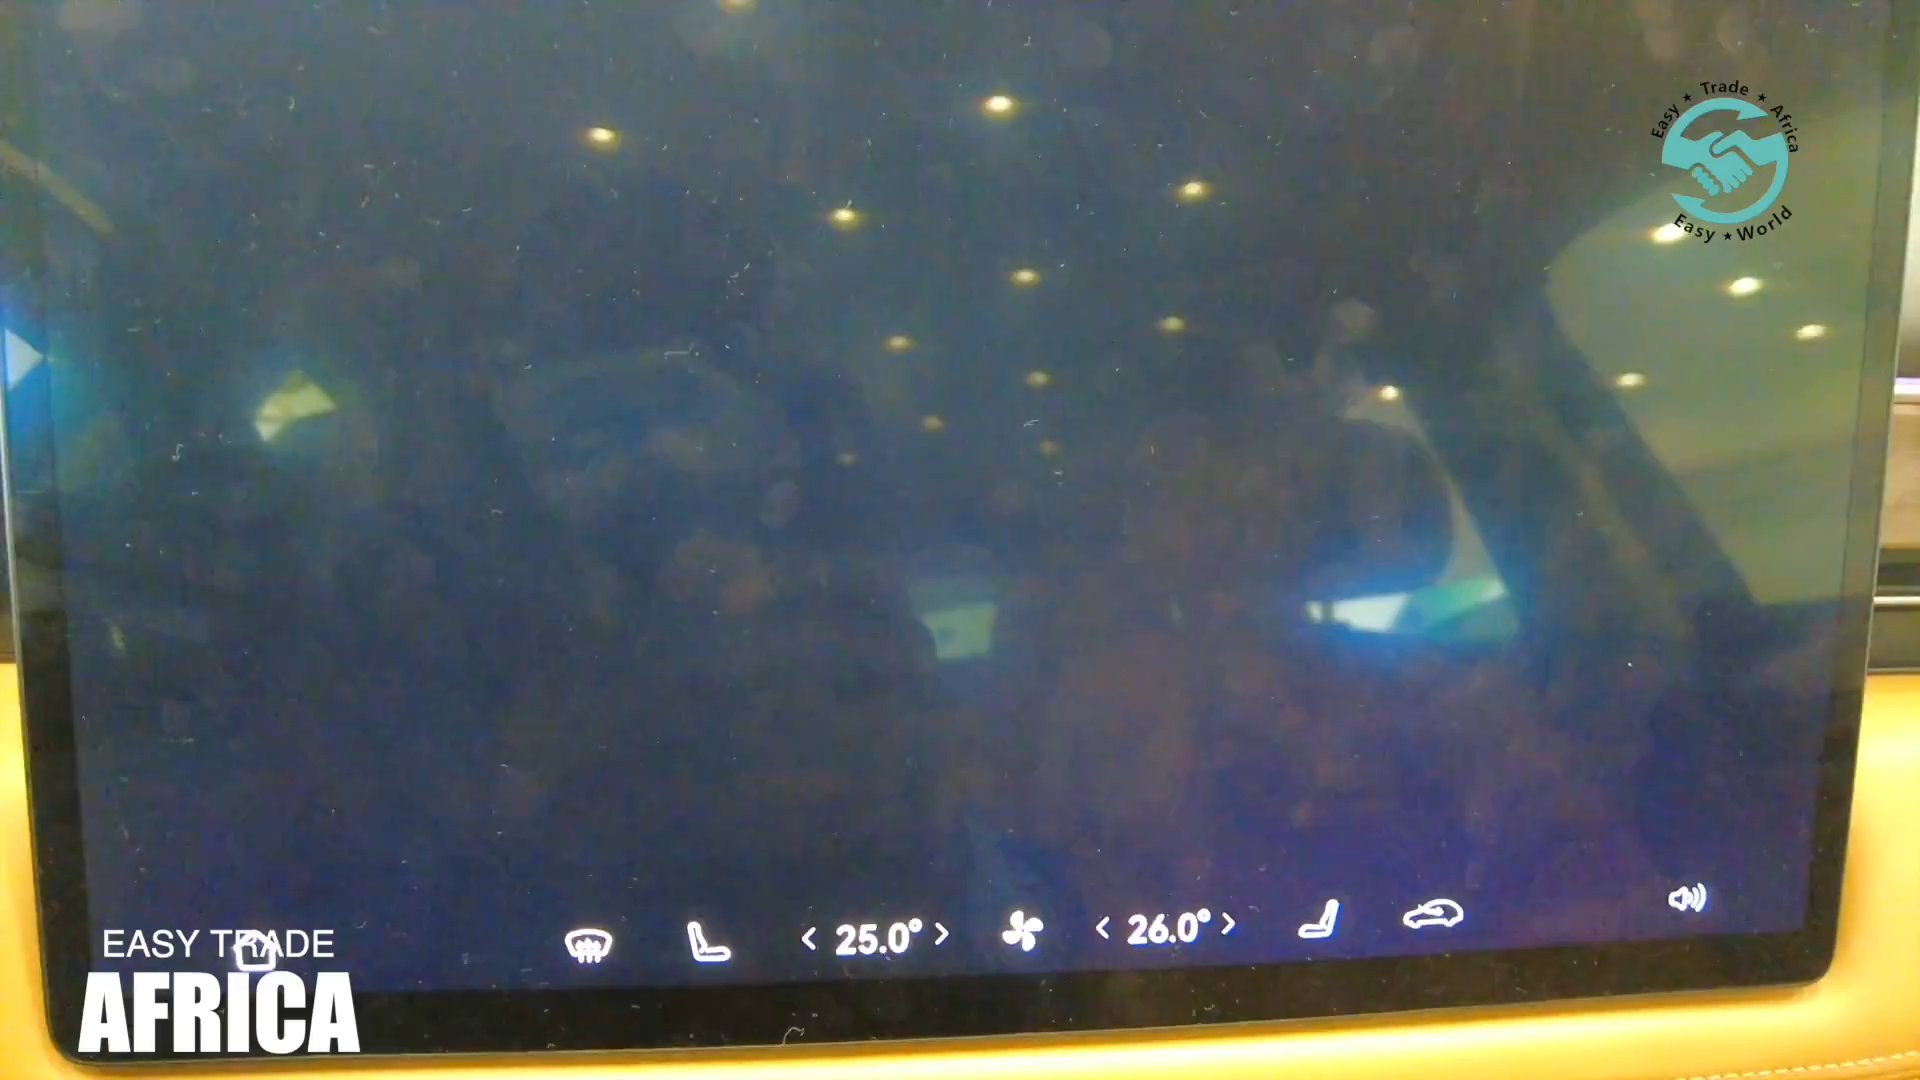 Easy ★ Trade ★ Africa
Easy ★ World
< 25.0° >
< 26.0° >
EASY TRADE
AFRICA